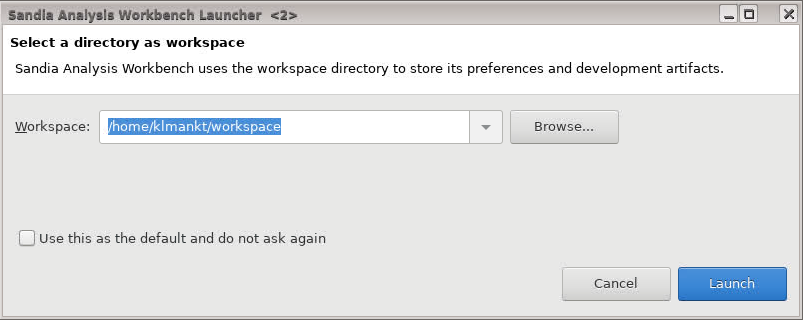 Sandia Analysis Workbench Launcher <2>
Select a directory as workspace
Sandia Analysis Workbench uses the workspace directory to store its preferences and development artifacts.
Workspace: /home/klmankt/workspace Browse...
Use this as the default and do not ask again
Cancel Launch